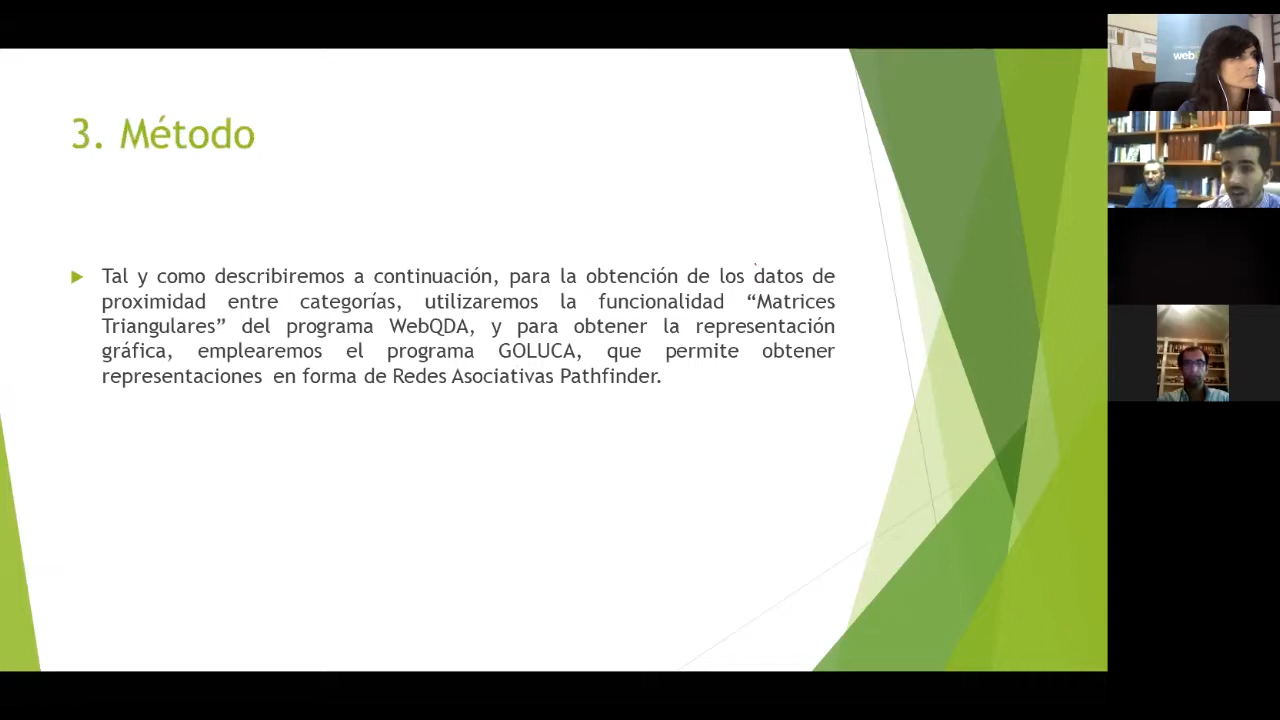 3. Método
Tal y como describiremos a continuación, para la obtención de los datos de
proximidad entre categorías, utilizaremos la funcionalidad “Matrices
Triangulares” del programa WebQDA, y para obtener la representación
gráfica, emplearemos el programa GOLUCA, que permite obtener
representaciones en forma de Redes Asociativas Pathfinder.